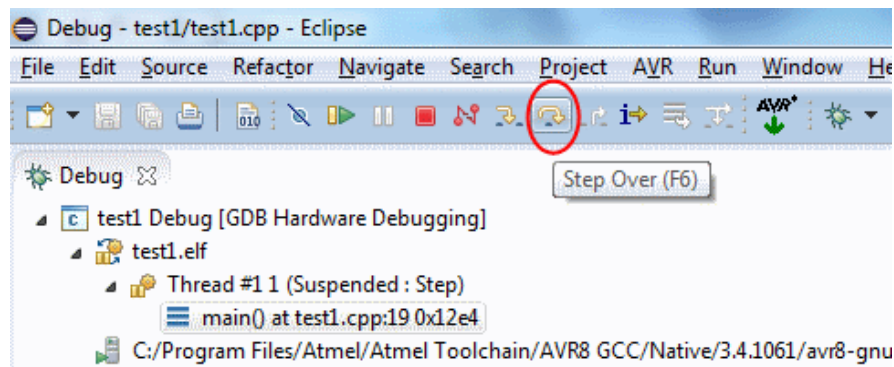 Debug - test1/test1.cpp - Eclipse
File Edit Source Refactor Navigate Search Project AVR Run Window He
010
AVR
Debug
Step Over (F6)
c test1 Debug [GDB Hardware Debugging]
test1.elf
Thread #1 1 (Suspended : Step)
main() at test1.cpp:19 0x12e4
C:/Program Files/Atmel/Atmel Toolchain/AVR8 GCC/Native/3.4.1061/avr8-gnu